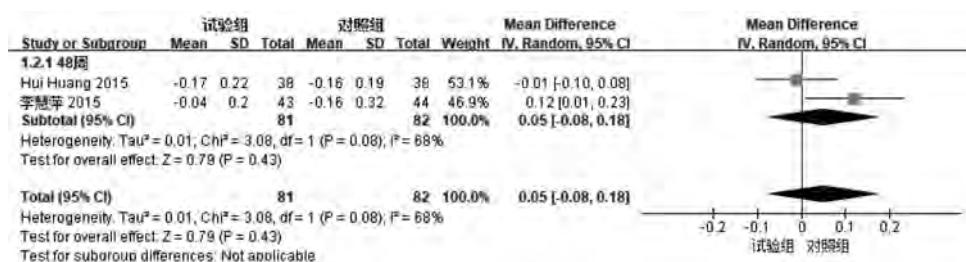 试验组 对照组 Mean Difference Mean Difference
Study or Subgroup Mean SD Total Mean SD Total Weight IV, Random, 95% CI IV, Random, 95% CI
1.2.1 48周
Hui Huang 2015 -0.17 0.22 38 -0.16 0.19 38 53.1% -0.01 [-0.10, 0.08]
李慧萍 2015 -0.04 0.2 43 -0.16 0.32 44 46.9% 0.12 [0.01, 0.23]
Subtotal (95% CI) 81 82 100.0% 0.05 [-0.08, 0.18]
Heterogeneity: Tau² = 0.01; Chi² = 3.08, df = 1 (P = 0.08); I² = 68%
Test for overall effect: Z = 0.79 (P = 0.43)
Total (95% CI) 81 82 100.0% 0.05 [-0.08, 0.18]
Heterogeneity: Tau² = 0.01; Chi² = 3.08, df = 1 (P = 0.08); I² = 68%
Test for overall effect: Z = 0.79 (P = 0.43)
Test for subgroup differences: Not applicable
-0.2 -0.1 0 0.1 0.2
试验组 对照组